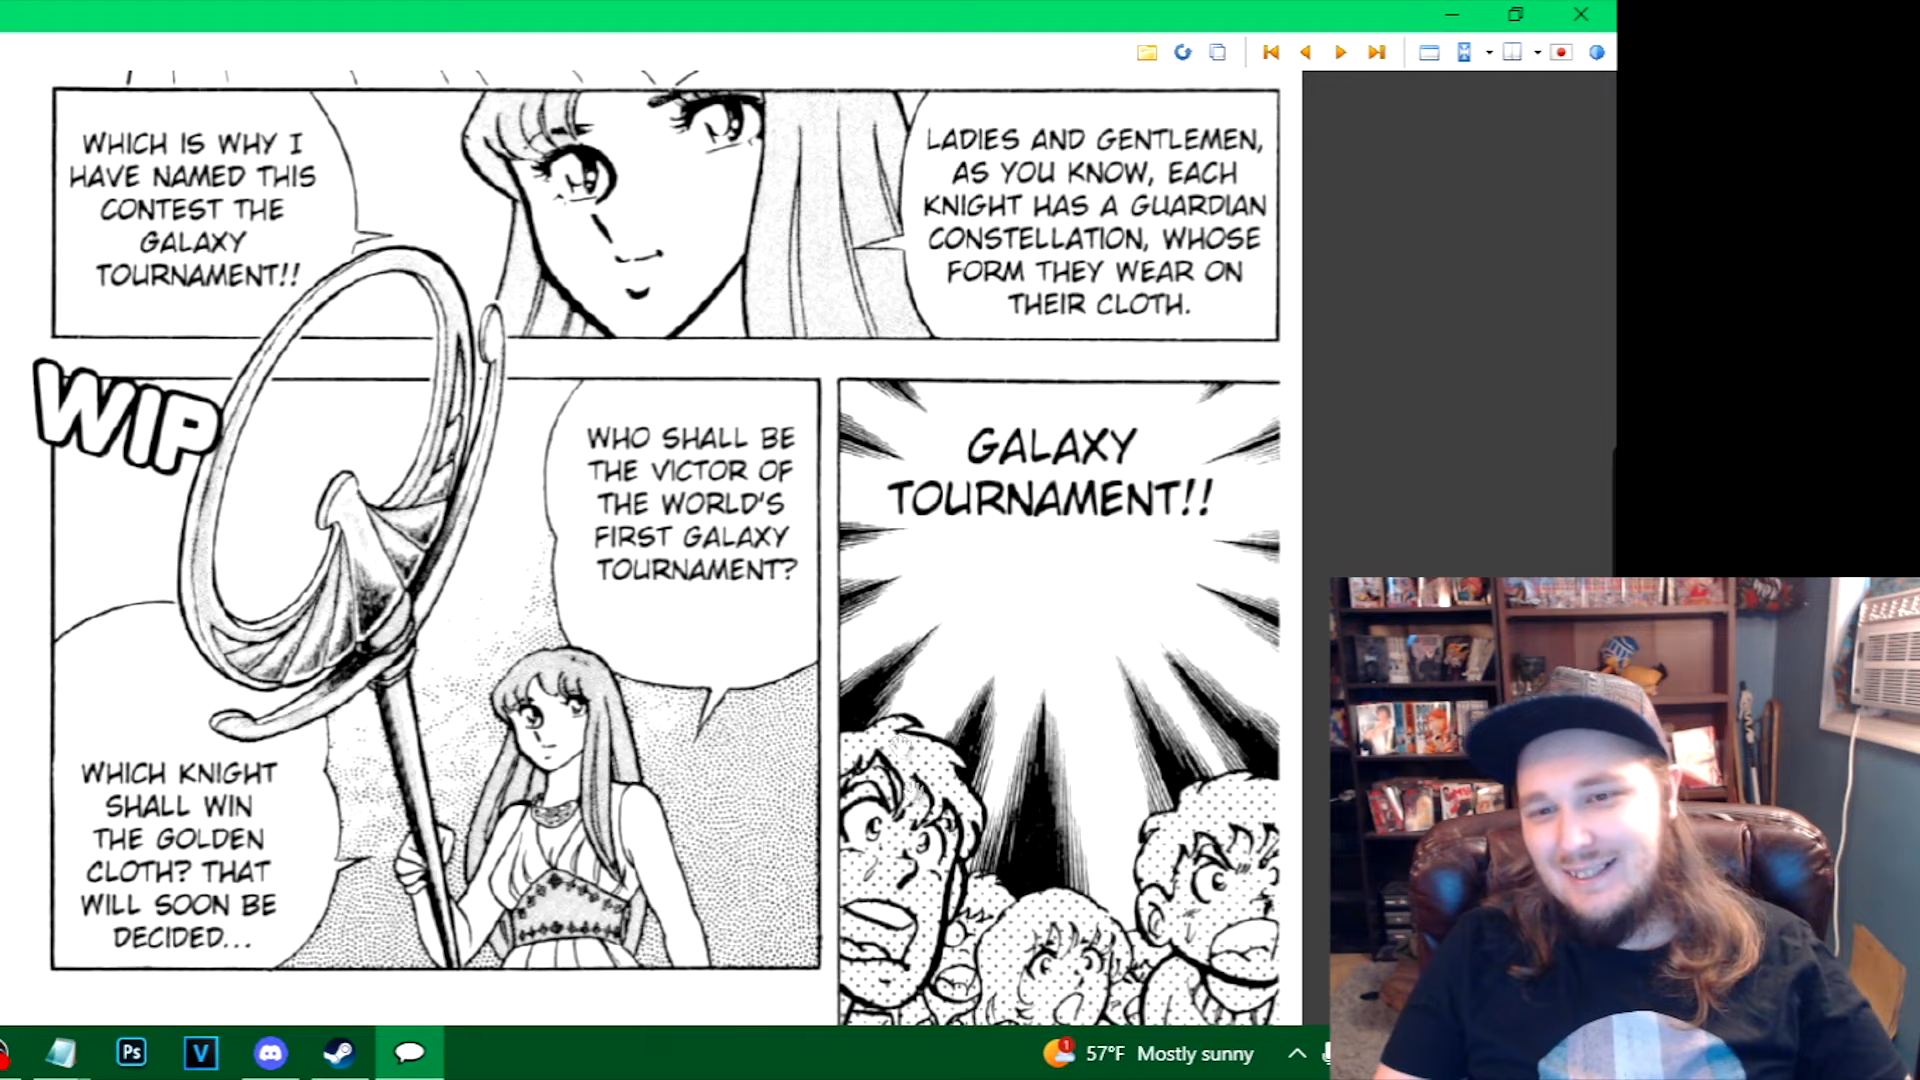 LADIES AND GENTLEMEN,
AS YOU KNOW, EACH
KNIGHT HAS A GUARDIAN
CONSTELLATION, WHOSE
FORM THEY WEAR ON
THEIR CLOTH.
WHICH IS WHY I
HAVE NAMED THIS
CONTEST THE
GALAXY
TOURNAMENT!!
GALAXY
TOURNAMENT!!
WHO SHALL BE
THE VICTOR OF
THE WORLD'S
FIRST GALAXY
TOURNAMENT?
WIP
WHICH KNIGHT
SHALL WIN
THE GOLDEN
CLOTH? THAT
WILL SOON BE
DECIDED...
Ps
V
1
57°F Mostly sunny